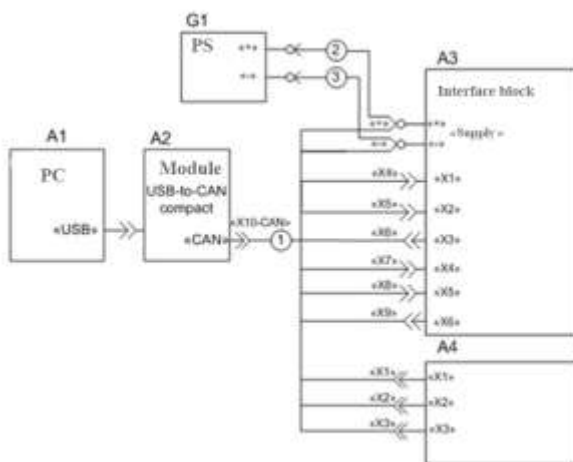 G1
PS
«+»
«-»
2
3
A3
Interface block
«+»
«+»
«Supply»
«-»
«-»
A1
PC
«USB»
A2
Module
USB-to-CAN
compact
«CAN»
«X10-CAN»
1
«X4»
«X1»
«X5»
«X2»
«X6»
«X3»
«X7»
«X4»
«X8»
«X5»
«X9»
«X6»
A4
«X1»
«X1»
«X2»
«X2»
«X3»
«X3»